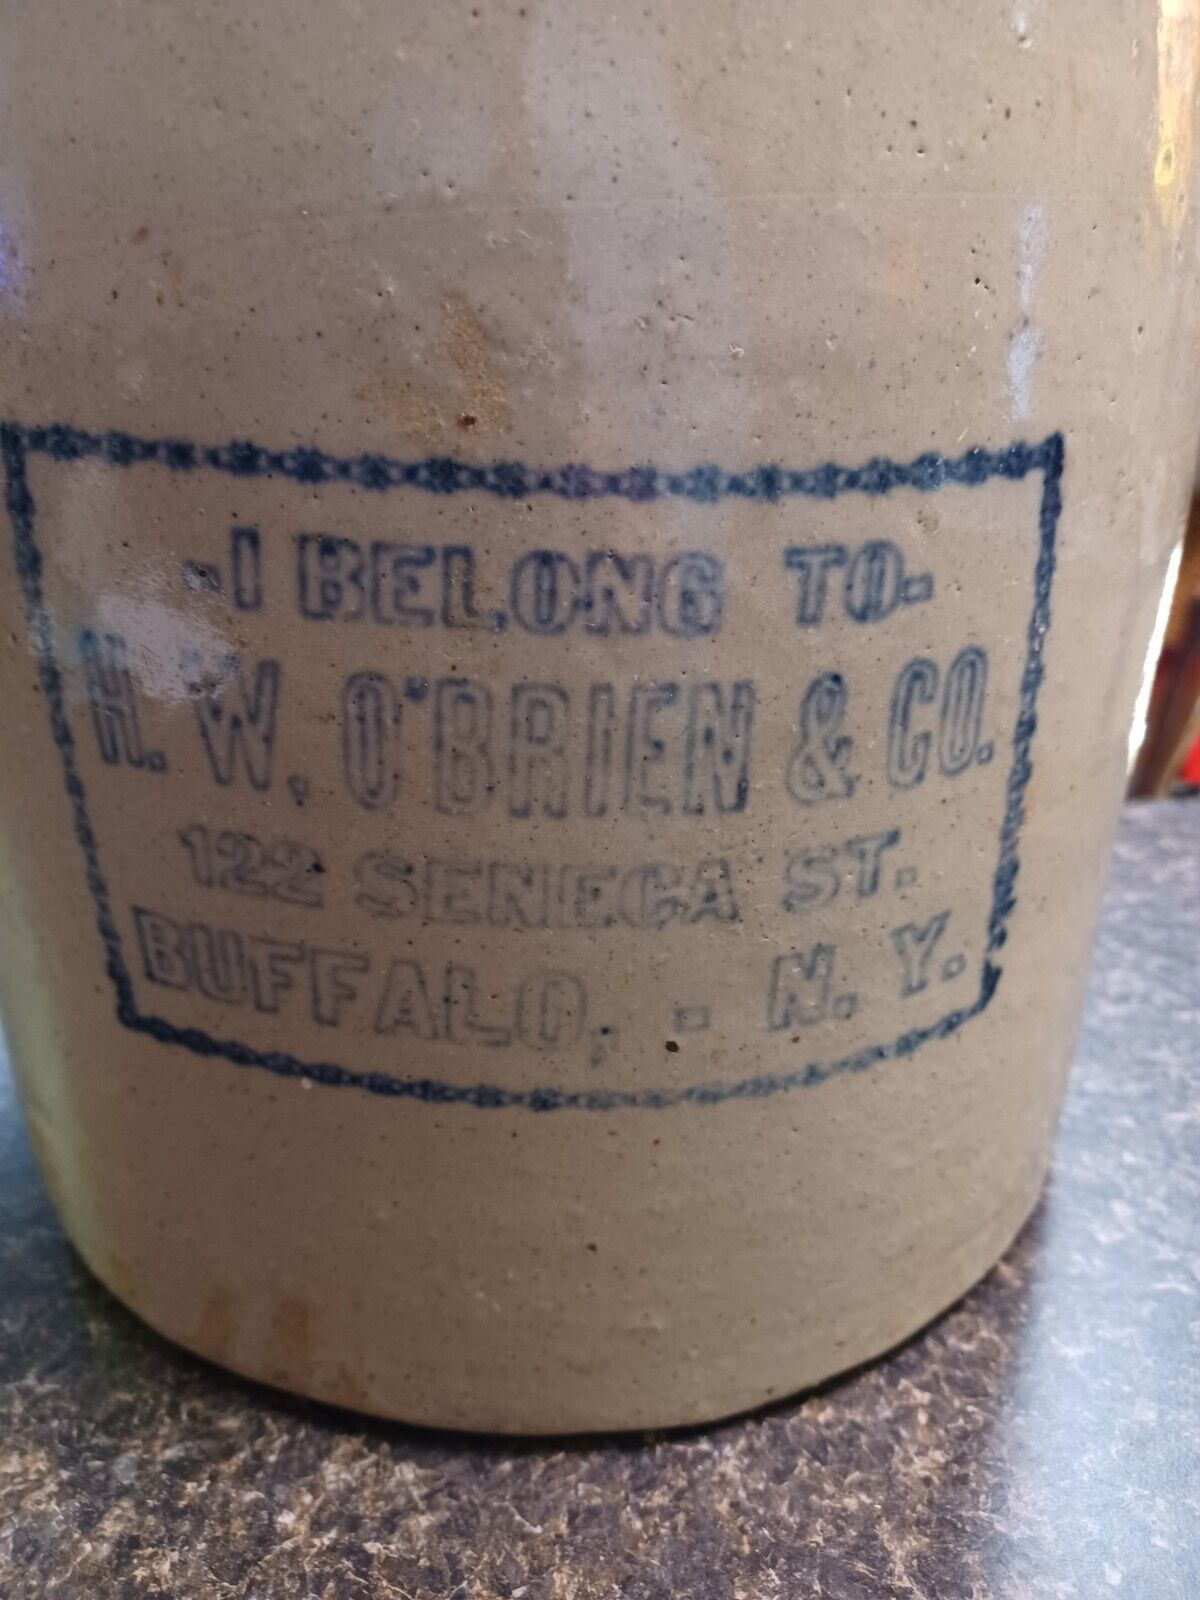 -I BELONG TO-
H. W. O'BRIEN & CO.
122 SENECA ST.
BUFFALO, - N. Y.